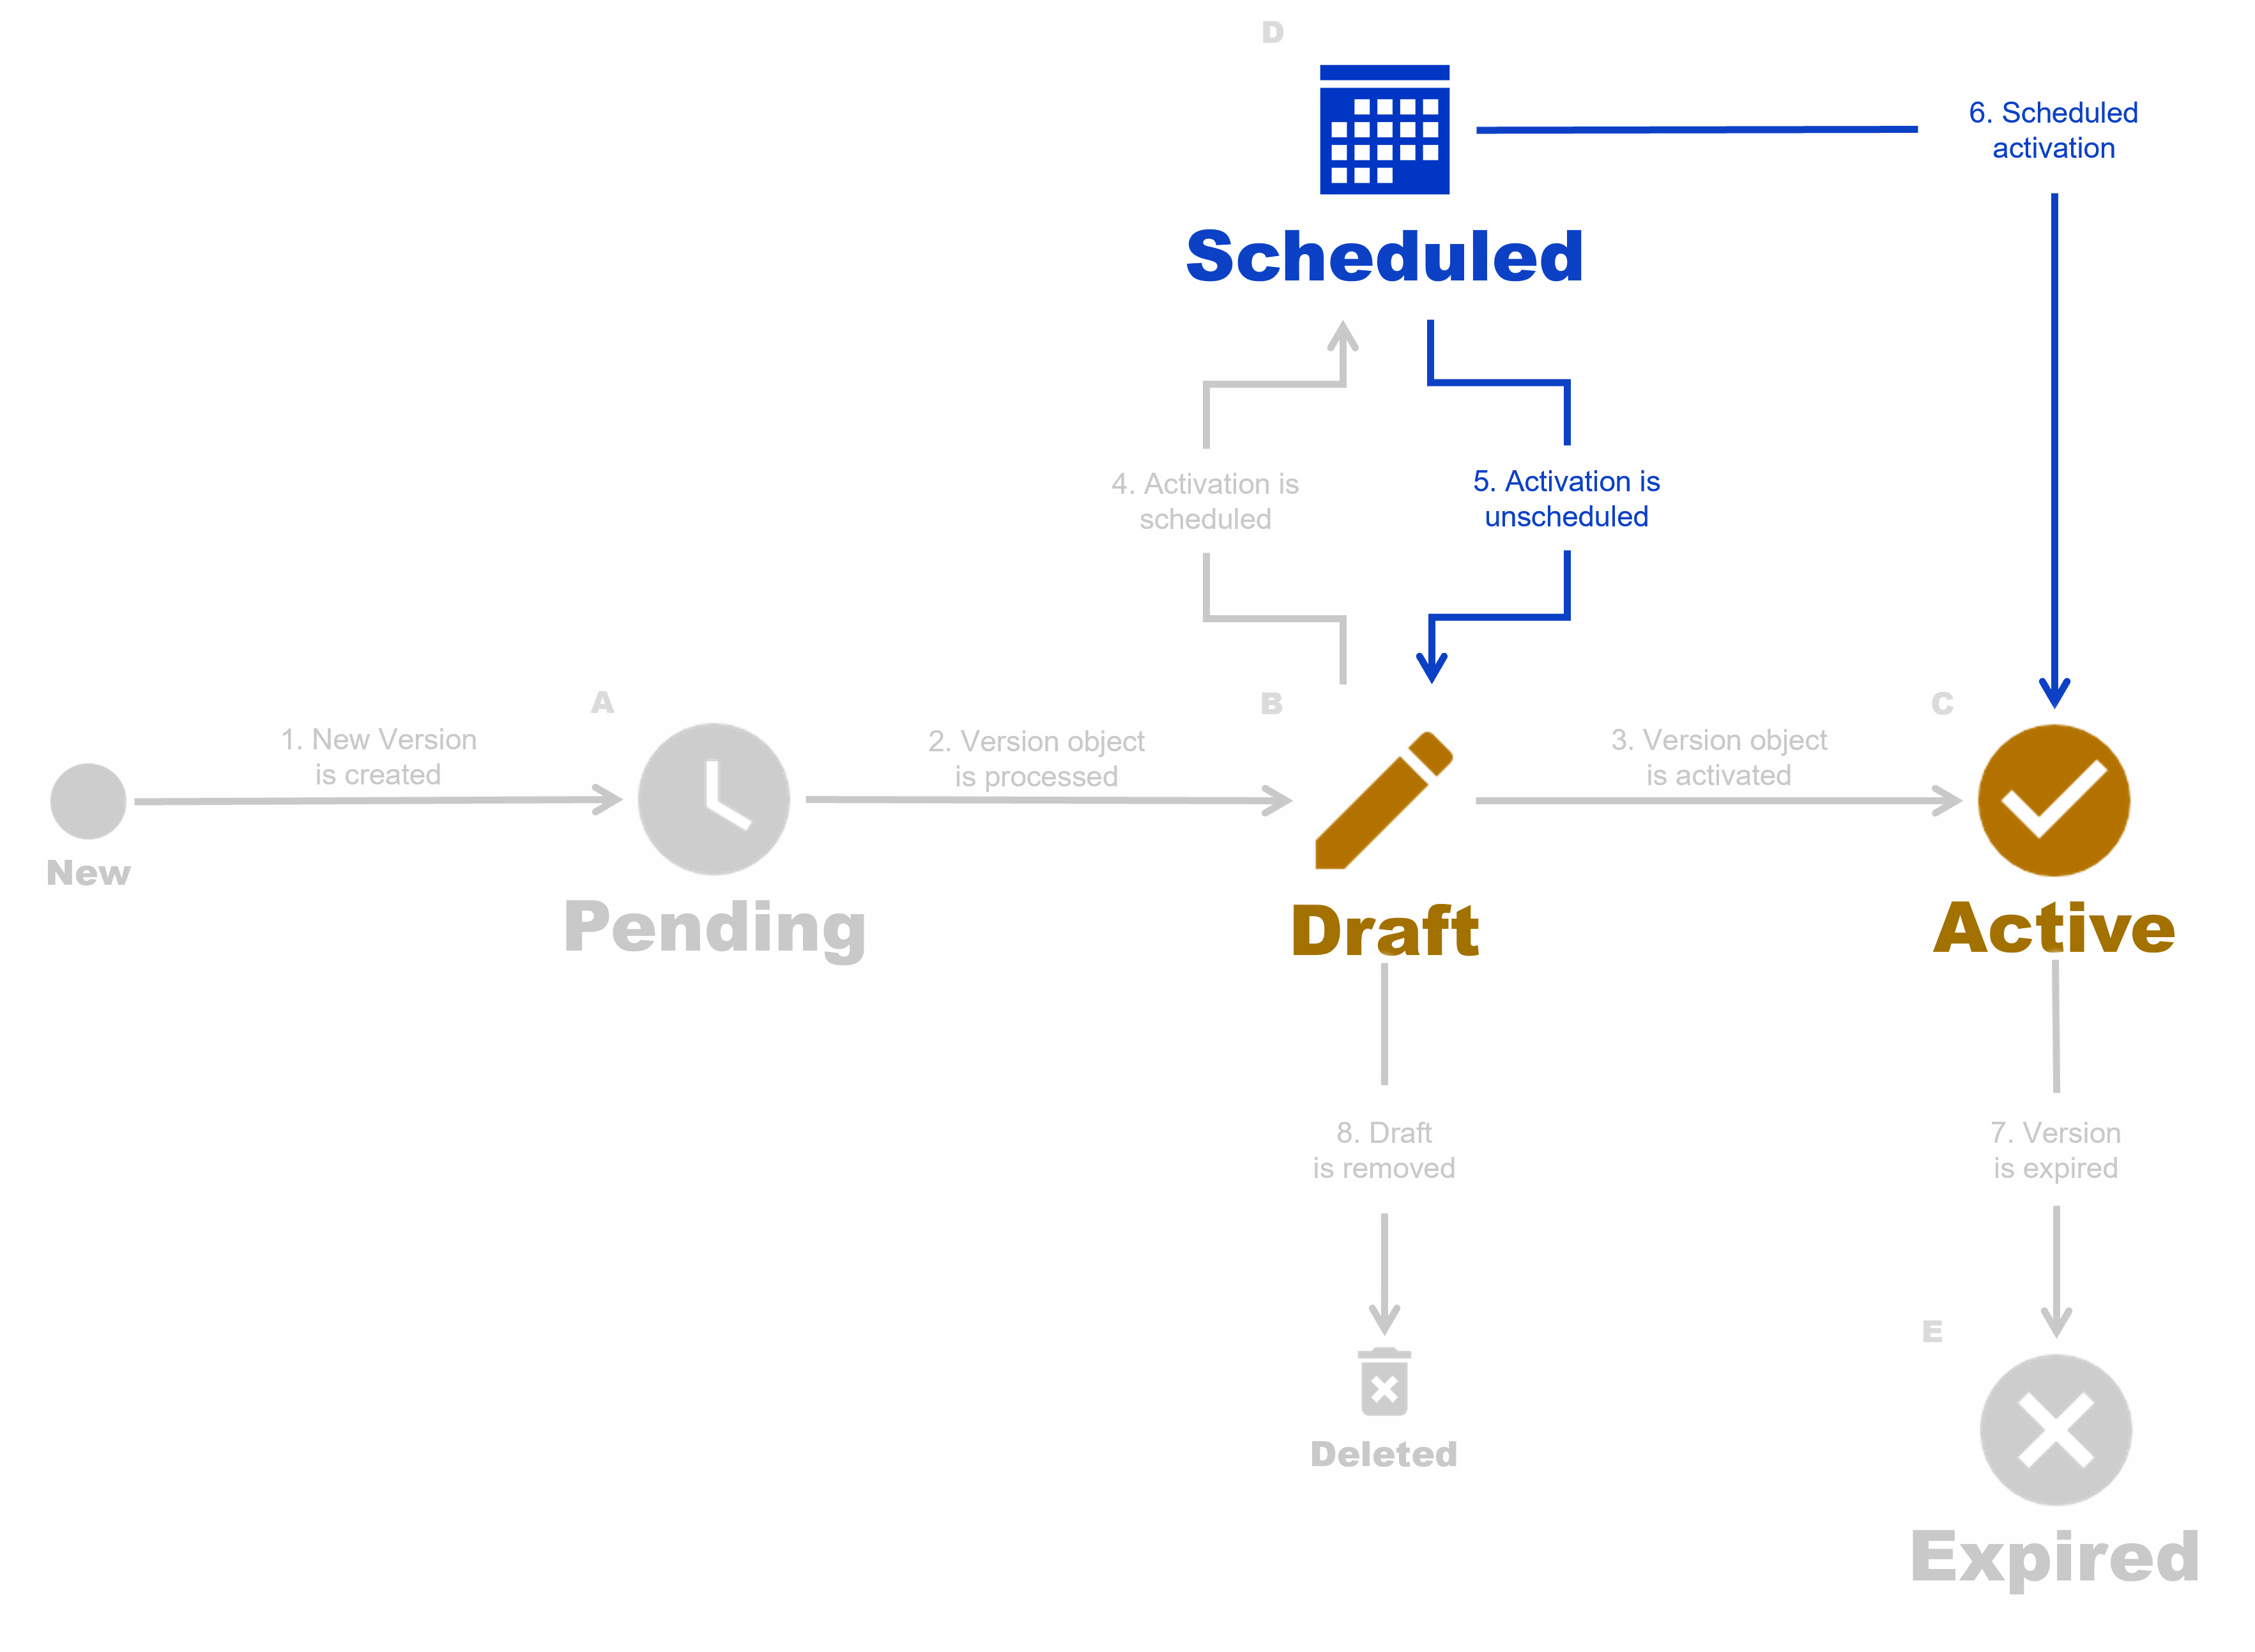 D
6. Scheduled
activation
Scheduled
4. Activation is
scheduled
5. Activation is
unscheduled
A
B
C
1. New Version
is created
2. Version object
is processed
3. Version object
is activated
New
Pending
Draft
Active
8. Draft
is removed
7. Version
is expired
E
Deleted
Expired